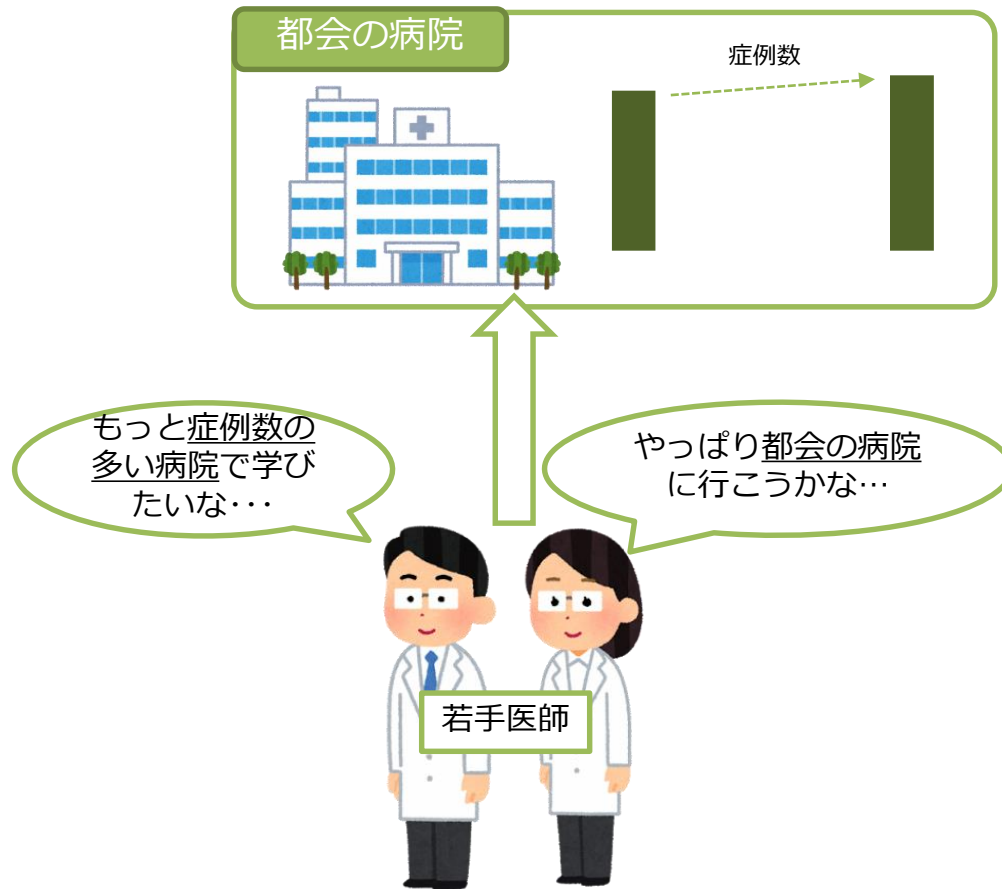 都会の病院
症例数
もっと症例数の
多い病院で学び
たいな･･･
やっぱり都会の病院
に行こうかな…
若手医師